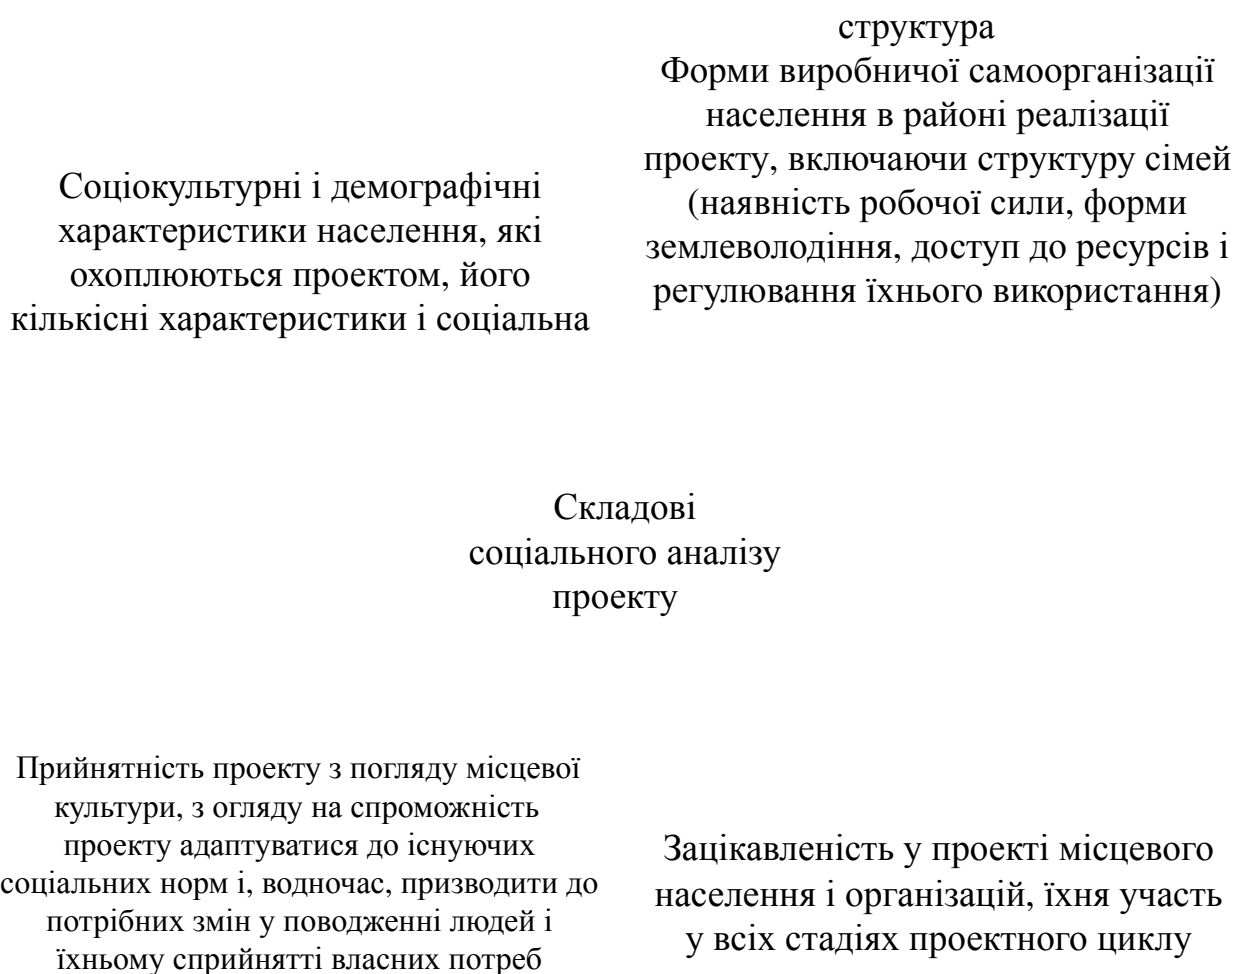 Соціокультурні і демографічні
характеристики населення, які
охоплюються проектом, його
кількісні характеристики і соціальна
структура
Форми виробничої самоорганізації
населення в районі реалізації
проекту, включаючи структуру сімей
(наявність робочої сили, форми
землеволодіння, доступ до ресурсів і
регулювання їхнього використання)
Складові
соціального аналізу
проекту
Прийнятність проекту з погляду місцевої
культури, з огляду на спроможність
проекту адаптуватися до існуючих
соціальних норм і, водночас, призводити до
потрібних змін у поводженні людей і
їхньому сприйнятті власних потреб
Зацікавленість у проекті місцевого
населення і організацій, їхня участь
у всіх стадіях проектного циклу